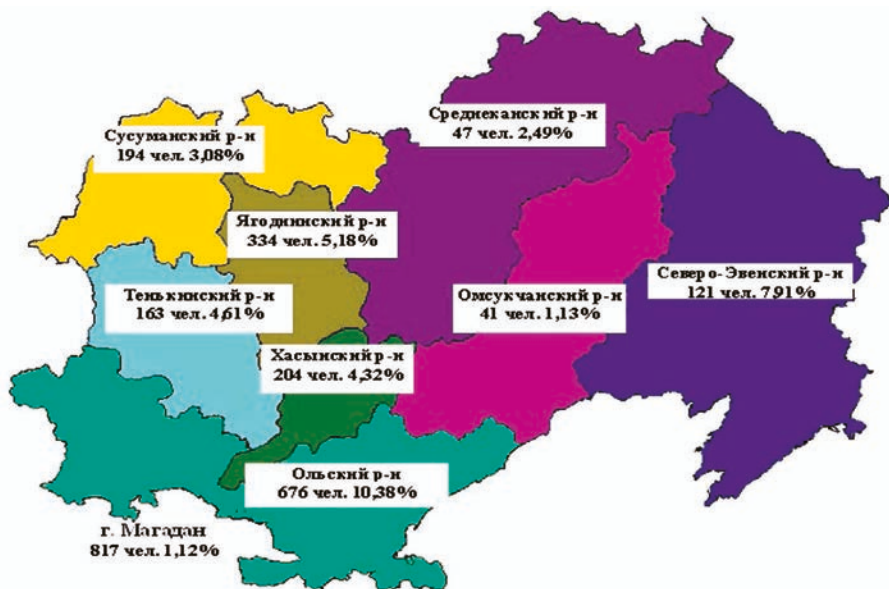 Среднеканский р-н
47 чел. 2,49%
Сусуманский р-н
194 чел. 3,08%
Ягоднинский р-н
334 чел. 5,18%
Северо-Эвенский р-н
121 чел. 7,91%
Тенькинский р-н
163 чел. 4,61%
Омсукчанский р-н
41 чел. 1,13%
Хасынский р-н
204 чел. 4,32%
Ольский р-н
676 чел. 10,38%
г. Магадан
817 чел. 1,12%